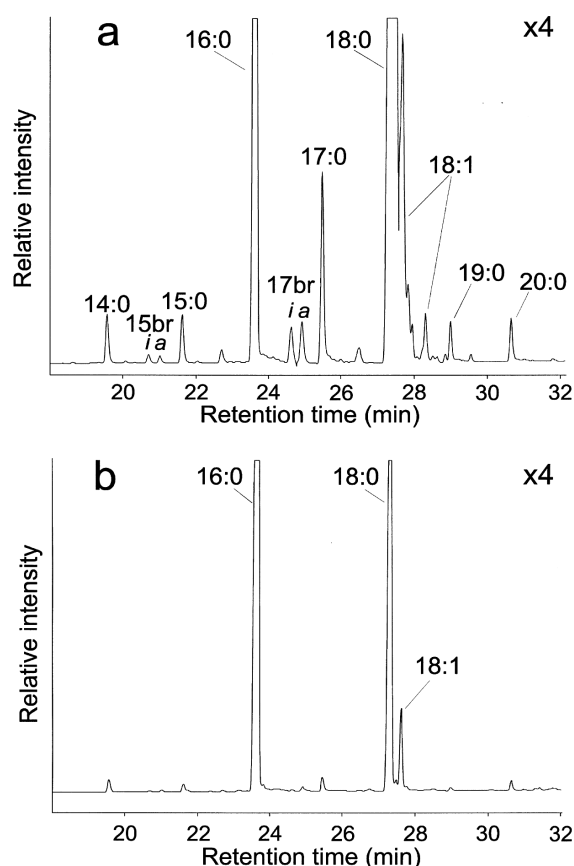 a
x4
16:0
18:0
17:0
18:1
19:0
20:0
17br
i a
14:0
15br
i a
15:0
Relative intensity
20 22 24 26 28 30 32
Retention time (min)
b
x4
16:0
18:0
18:1
Relative intensity
20 22 24 26 28 30 32
Retention time (min)